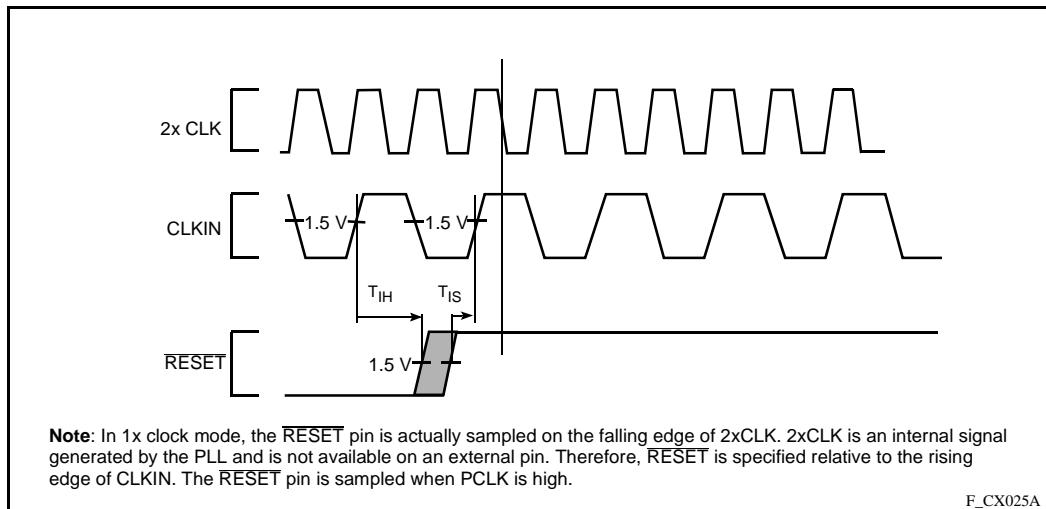 2x CLK
CLKIN
1.5 V
1.5 V
TIH
TIS
RESET
1.5 V
Note: In 1x clock mode, the RESET pin is actually sampled on the falling edge of 2xCLK. 2xCLK is an internal signal
generated by the PLL and is not available on an external pin. Therefore, RESET is specified relative to the rising
edge of CLKIN. The RESET pin is sampled when PCLK is high.
F_CX025A